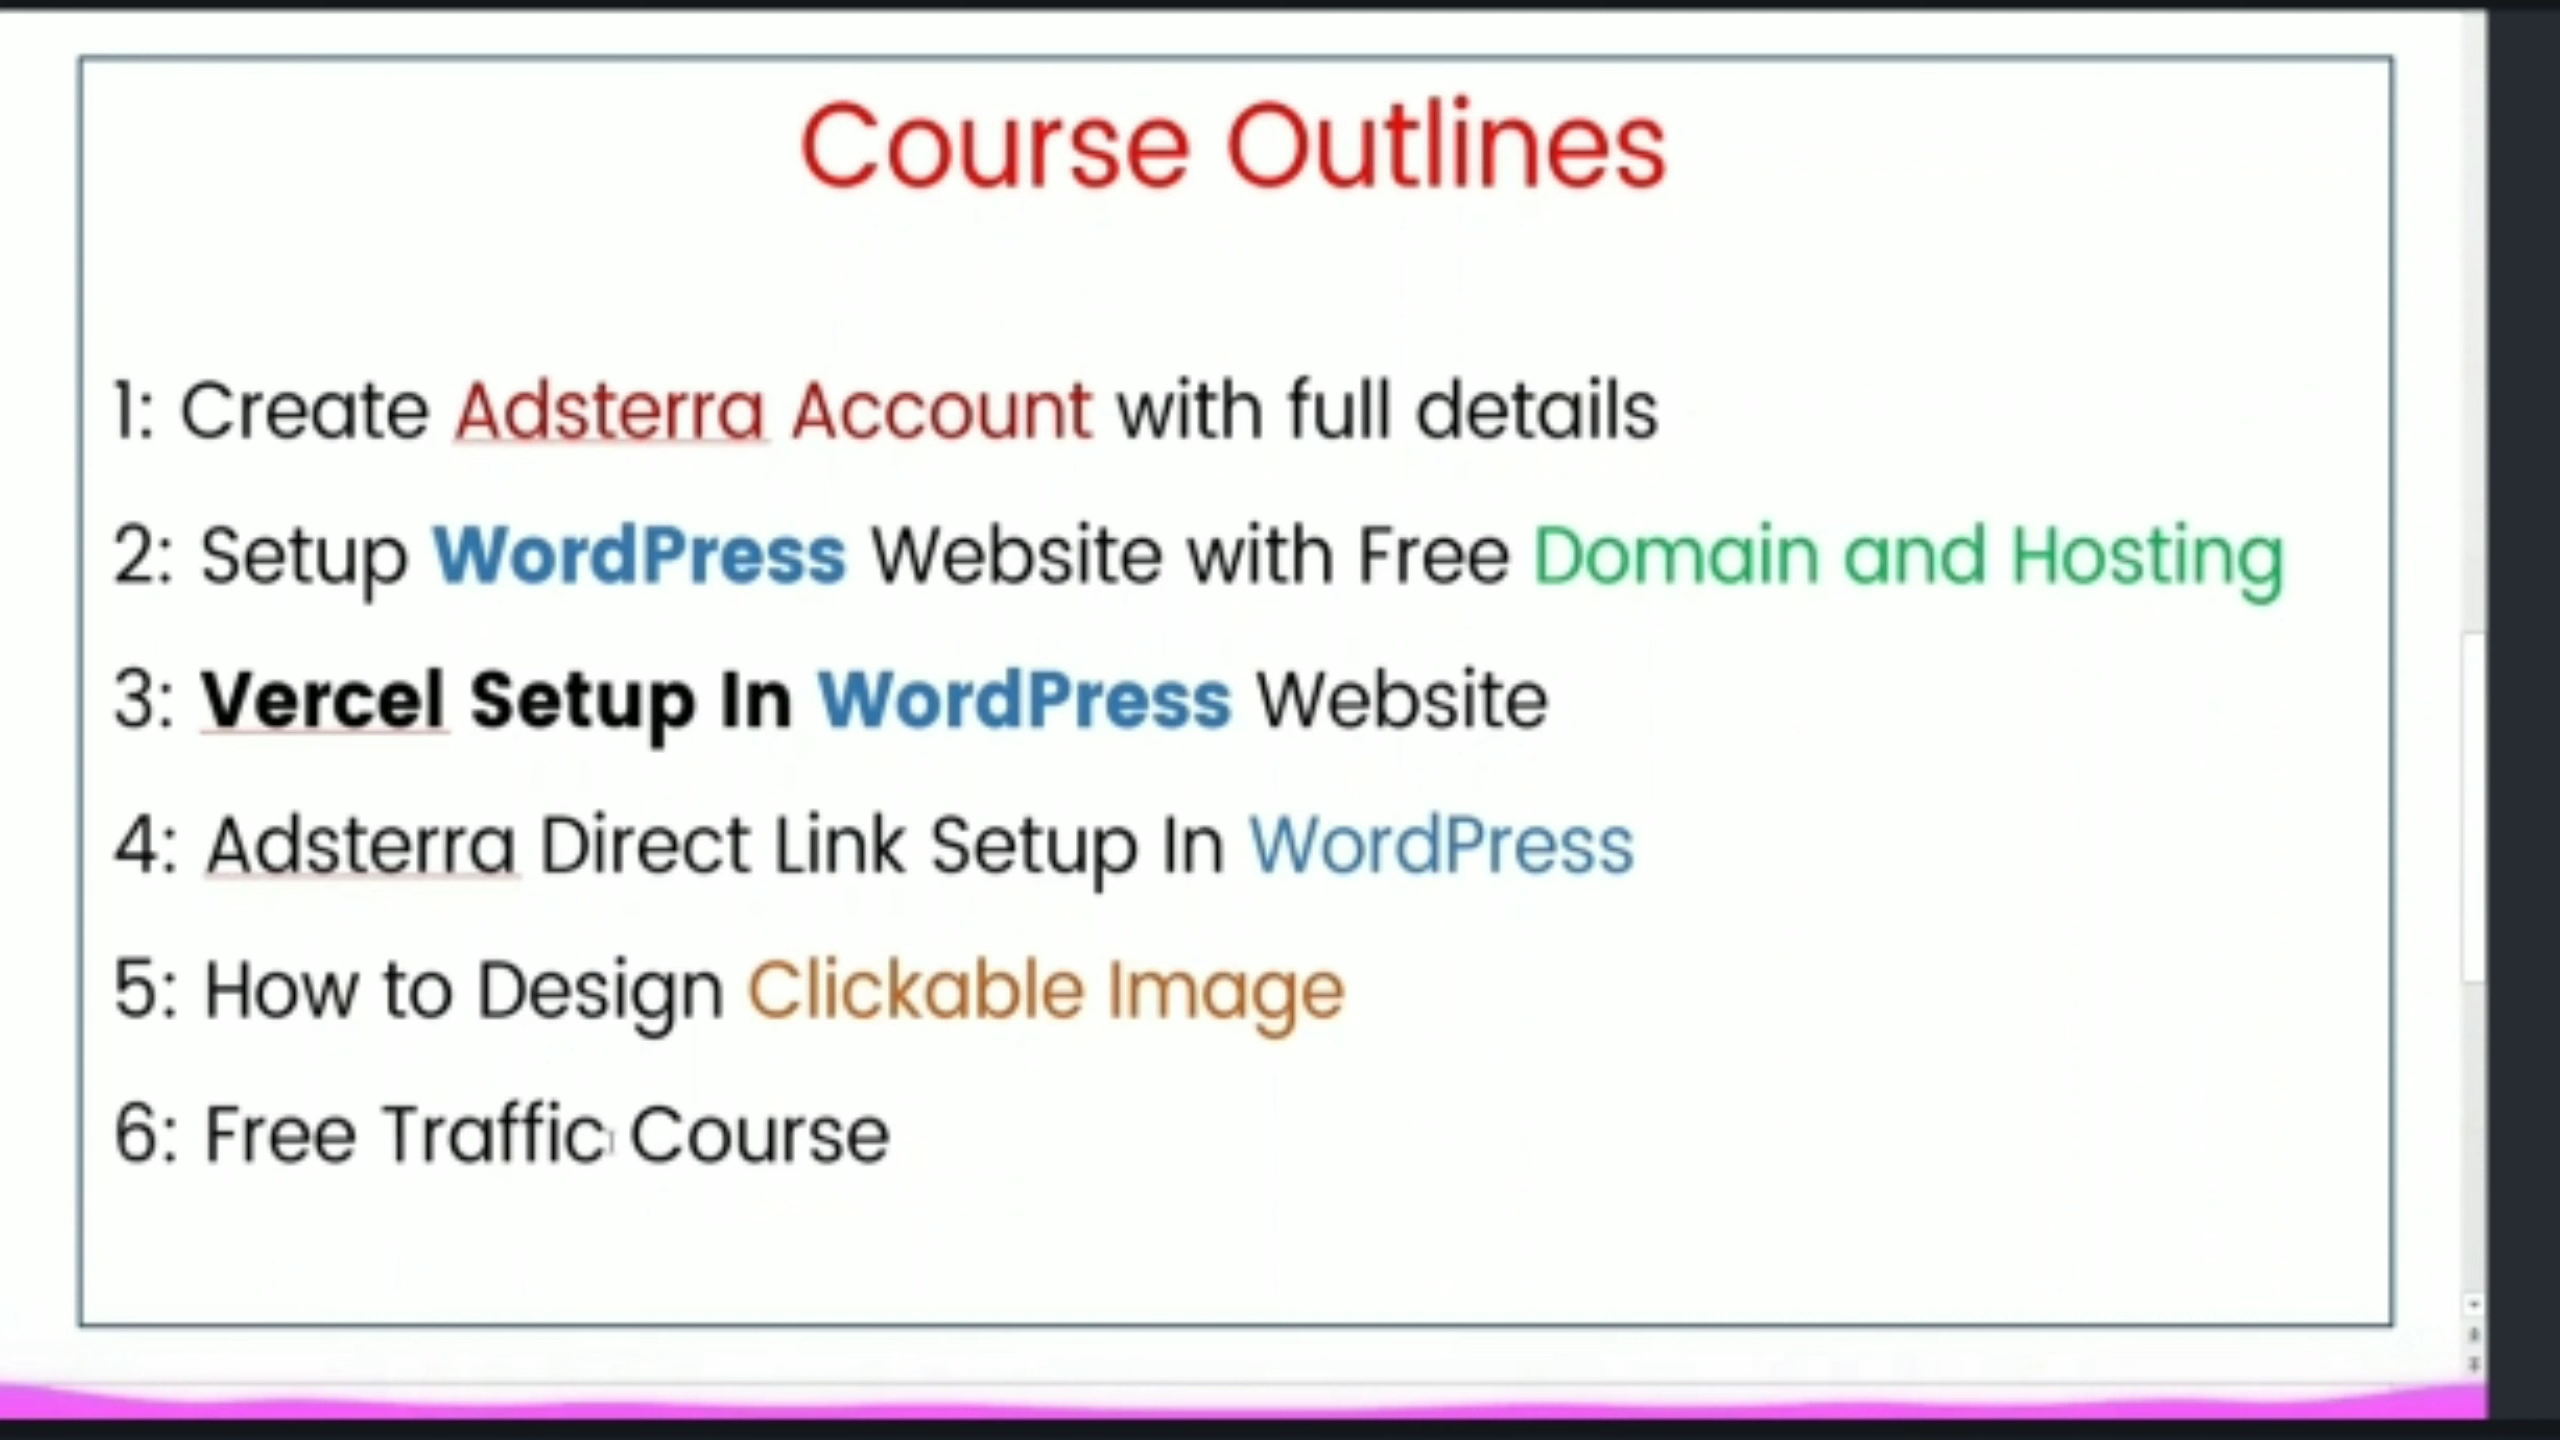 Course Outlines
1: Create Adsterra Account with full details
2: Setup WordPress Website with Free Domain and Hosting
3: Vercel Setup In WordPress Website
4: Adsterra Direct Link Setup In WordPress
5: How to Design Clickable Image
6: Free Traffic Course